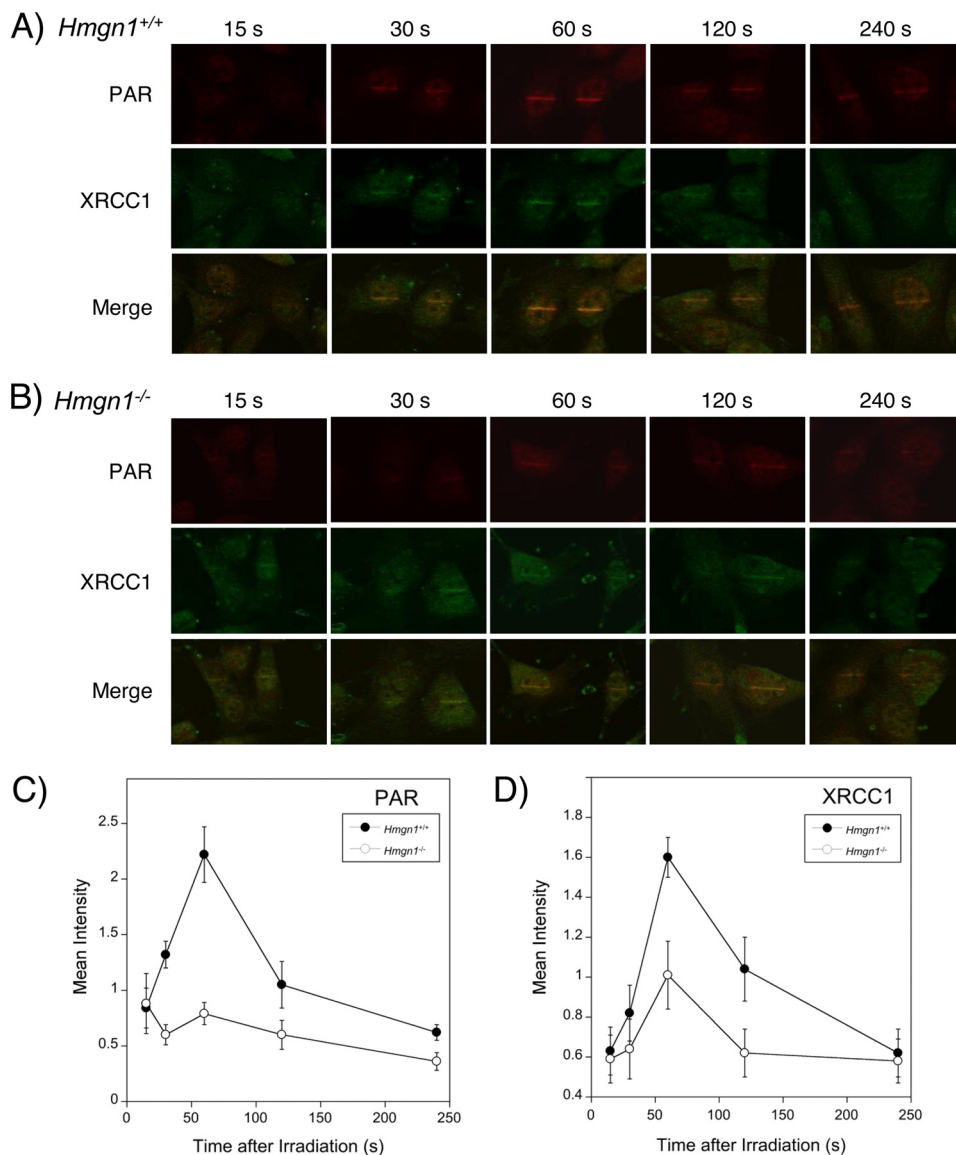 A) Hmgn1+/+ 15 s 30 s 60 s 120 s 240 s
PAR
XRCC1
Merge
B) Hmgn1-/- 15 s 30 s 60 s 120 s 240 s
PAR
XRCC1
Merge
C)
PAR
Hmgn1+/+
Hmgn1-/-
Mean Intensity
2.5
2
1.5
1
0.5
0
0 50 100 150 200 250
Time after Irradiation (s)
D)
XRCC1
Hmgn1+/+
Hmgn1-/-
Mean Intensity
1.8
1.6
1.4
1.2
1
0.8
0.6
0.4
0 50 100 150 200 250
Time after Irradiation (s)